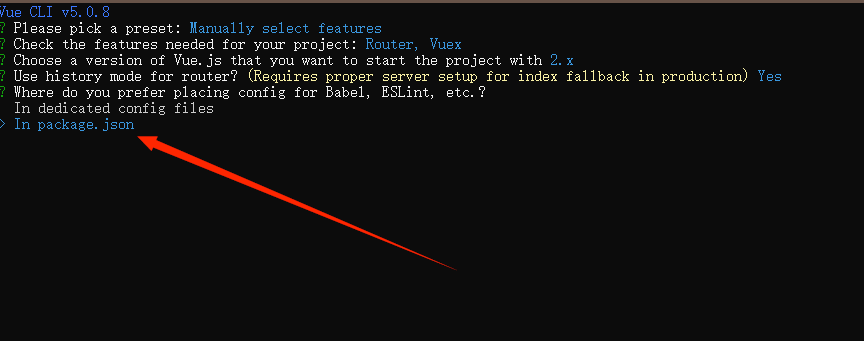 Vue CLI v5.0.8
? Please pick a preset: Manually select features
? Check the features needed for your project: Router, Vuex
? Choose a version of Vue.js that you want to start the project with 2.x
? Use history mode for router? (Requires proper server setup for index fallback in production) Yes
? Where do you prefer placing config for Babel, ESLint, etc.?
In dedicated config files
> In package.json